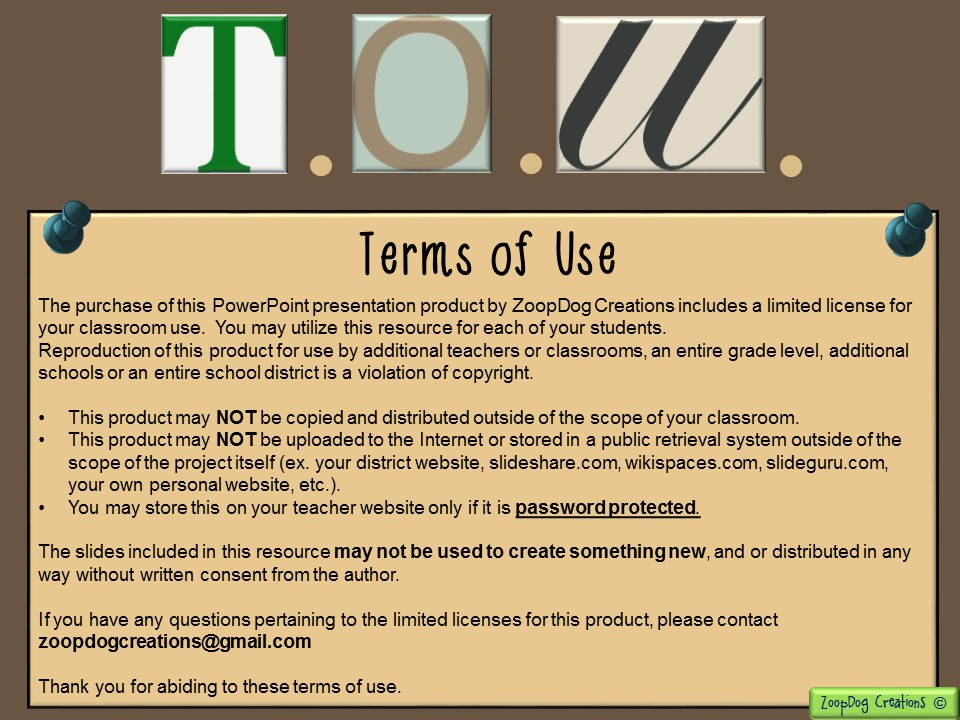 T.O.U.
Terms of Use
The purchase of this PowerPoint presentation product by ZoopDog Creations includes a limited license for
your classroom use.  You may utilize this resource for each of your students.
Reproduction of this product for use by additional teachers or classrooms, an entire grade level, additional
schools or an entire school district is a violation of copyright.
• This product may NOT be copied and distributed outside of the scope of your classroom.
• This product may NOT be uploaded to the Internet or stored in a public retrieval system outside of the
scope of the project itself (ex. your district website, slideshare.com, wikispaces.com, slideguru.com,
your own personal website, etc.).
• You may store this on your teacher website only if it is password protected.
The slides included in this resource may not be used to create something new, and or distributed in any
way without written consent from the author.
If you have any questions pertaining to the limited licenses for this product, please contact
zoopdogcreations@gmail.com
Thank you for abiding to these terms of use.
ZoopDog Creations ©